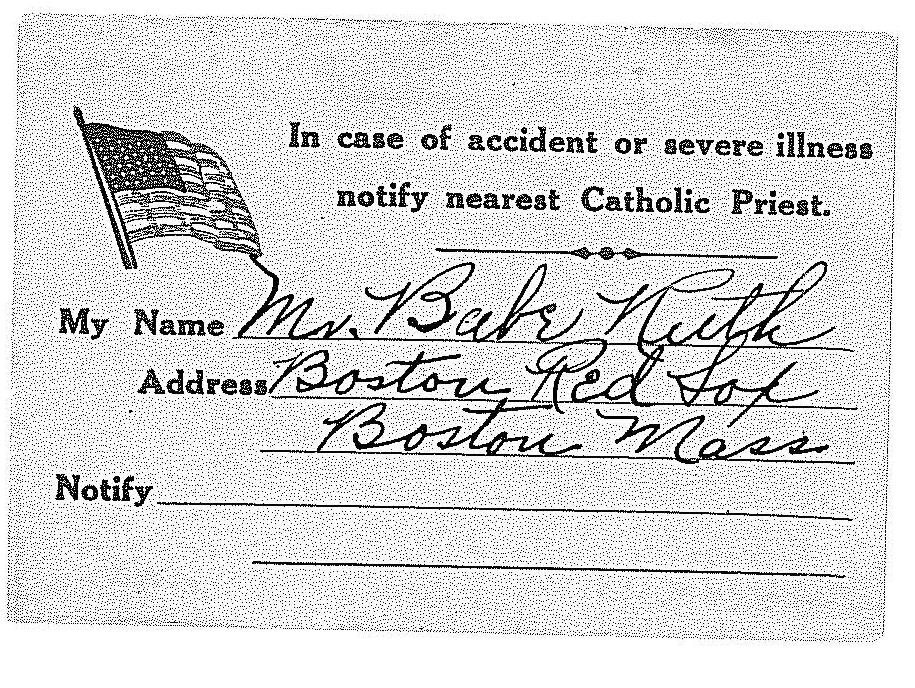 In case of accident or severe illness
notify nearest Catholic Priest.
My Name Mr. Babe Ruth
Address Boston Red Sox
Boston Mass
Notify